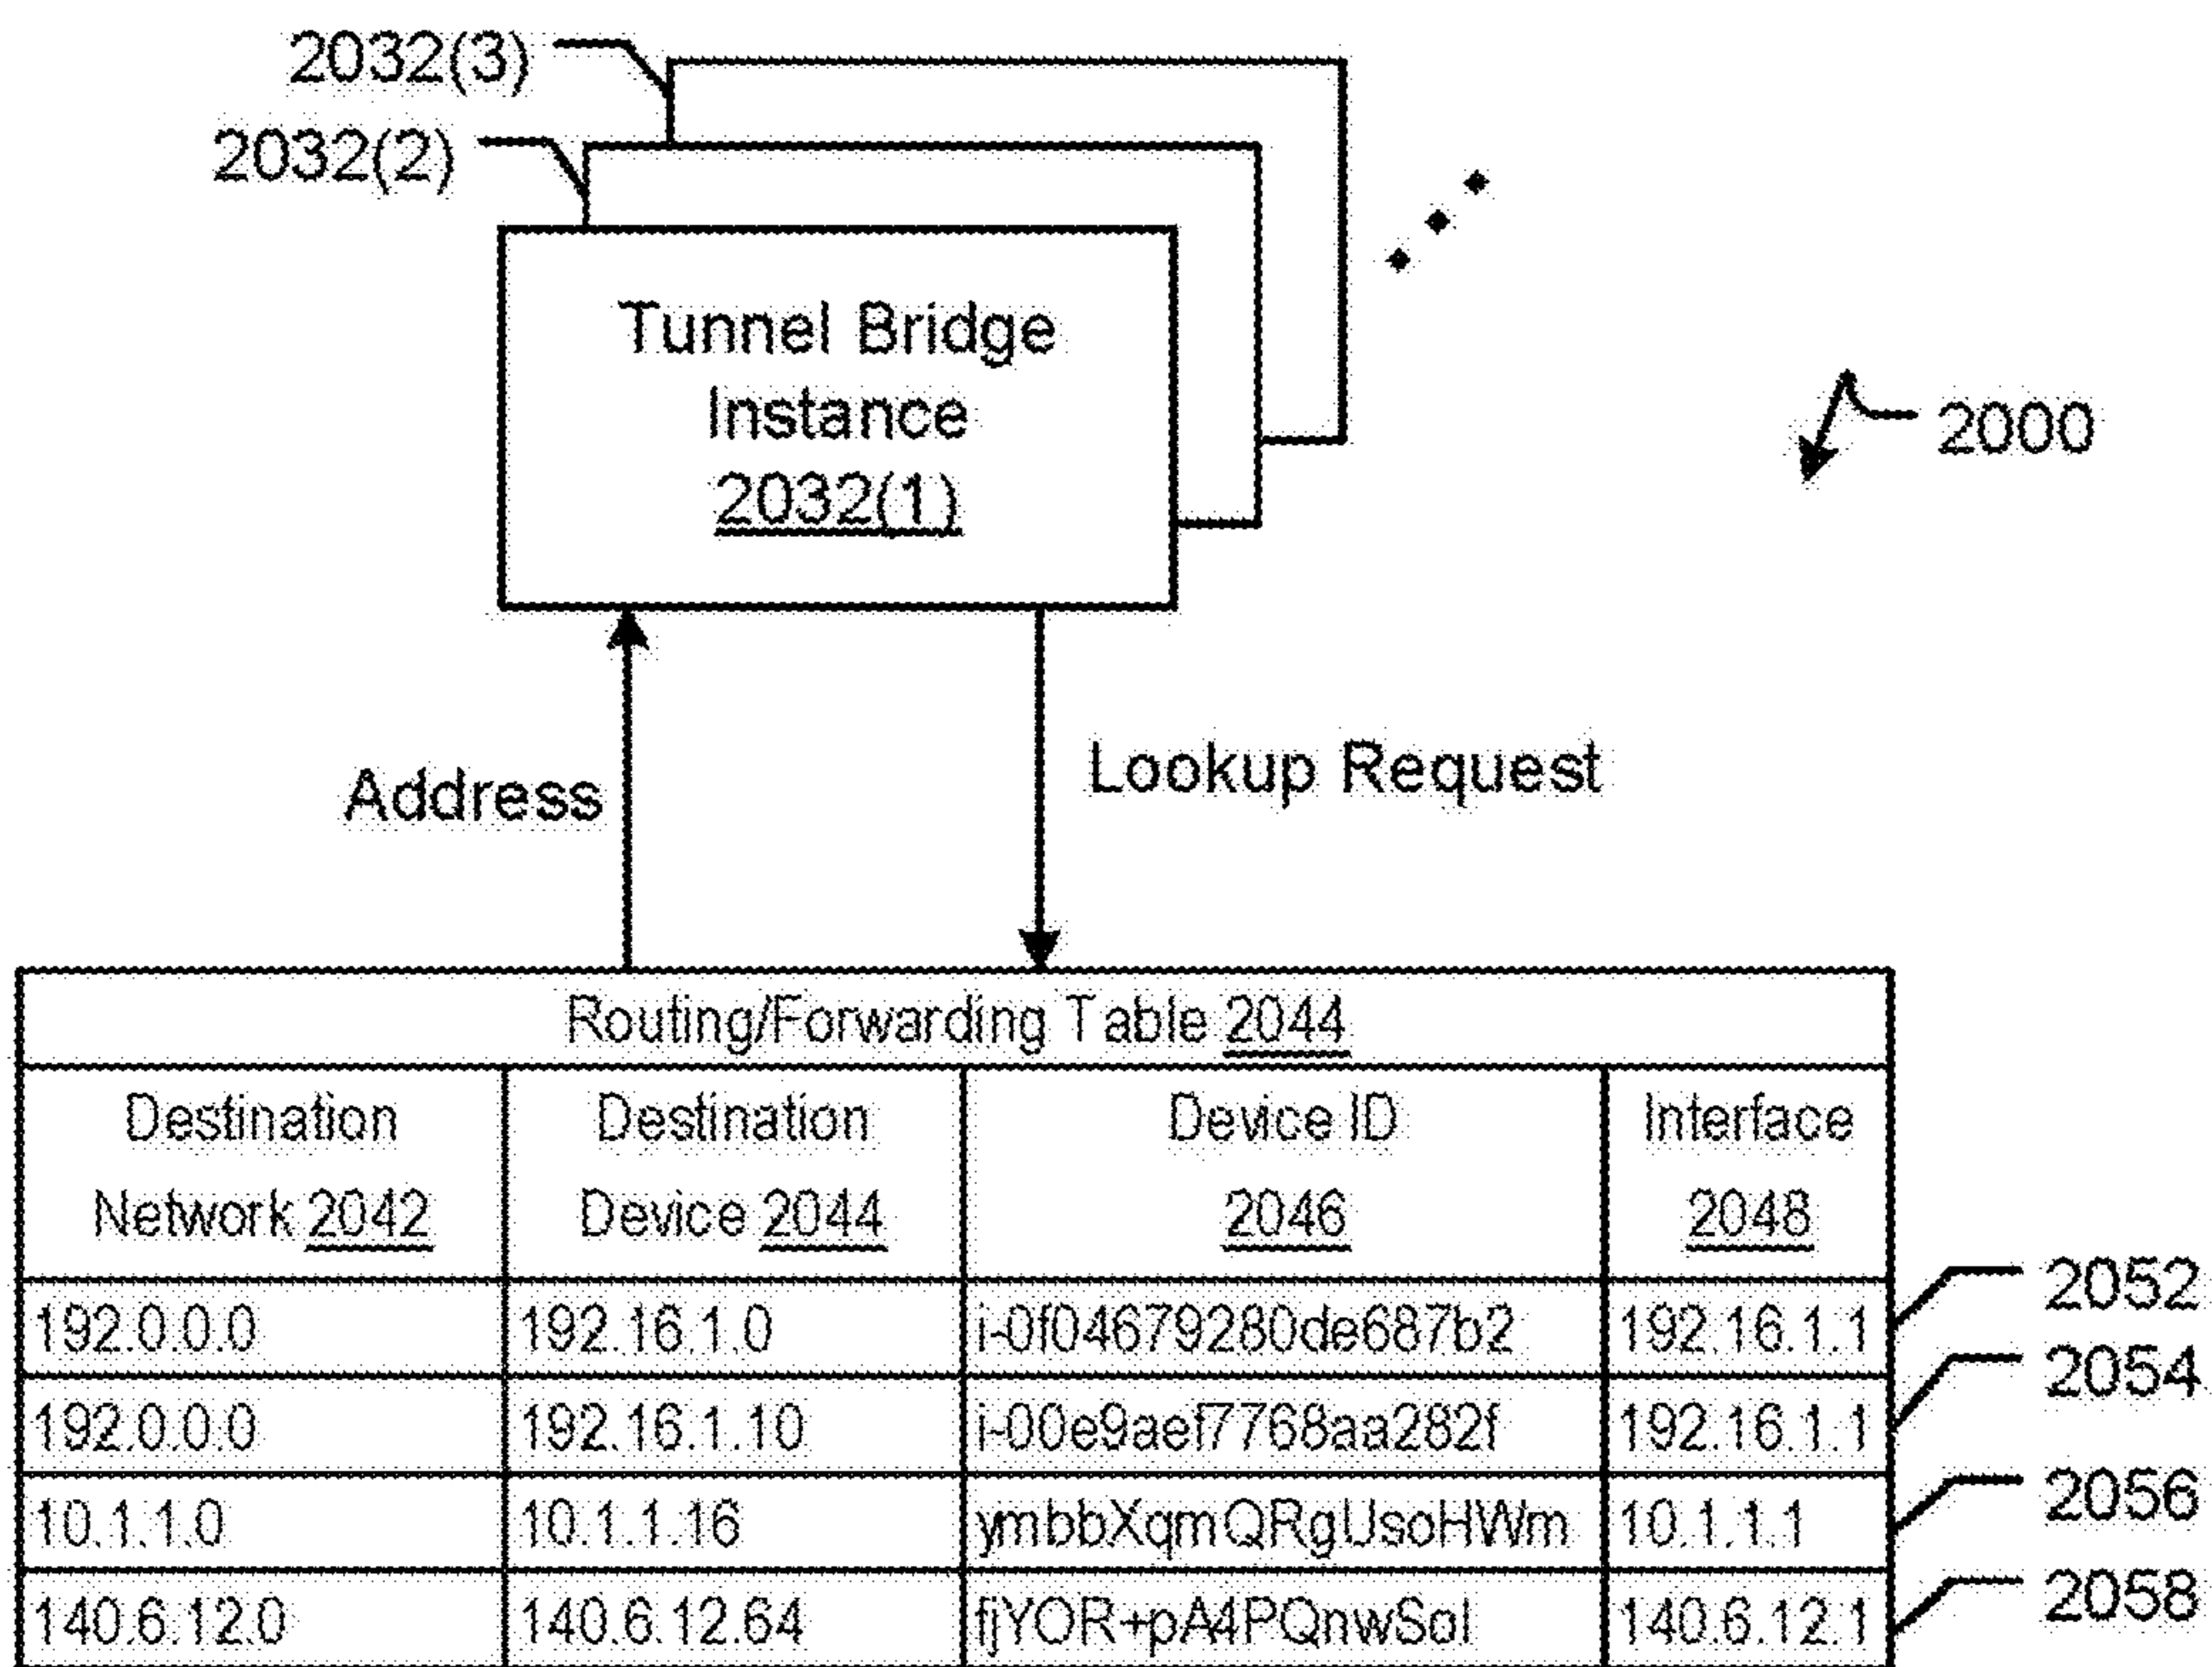 2032(3)
2032(2)
Tunnel Bridge
Instance
2032(1)
2000
Address
Lookup Request
Routing/Forwarding Table 2044
Destination Network 2042
Destination Device 2044
Device ID 2046
Interface 2048
192.0.0.0 192.16.1.0 i-0f04679280de687b2 192.16.1.1 2052
192.0.0.0 192.16.1.10 i-00e9aef7768aa282f 192.16.1.1 2054
10.1.1.0 10.1.1.16 ymbbXqmQRgUsoHWm 10.1.1.1 2056
140.6.12.0 140.6.12.64 fjYOR+pA4PQnwSol 140.6.12.1 2058